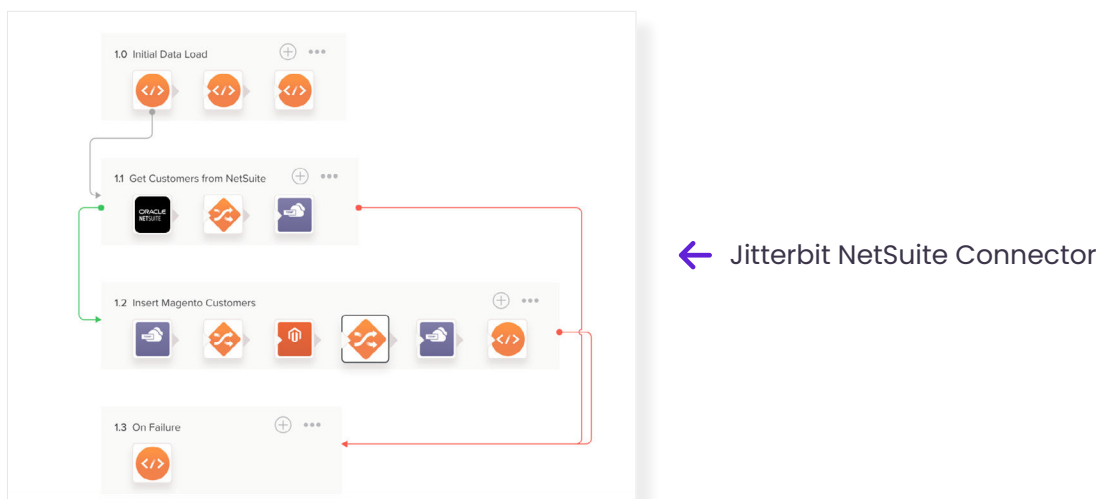 1.0 Initial Data Load
</>
</>
</>
1.1 Get Customers from NetSuite
ORACLE
NETSUITE
Jitterbit NetSuite Connector
1.2 Insert Magento Customers
</>
1.3 On Failure
</>